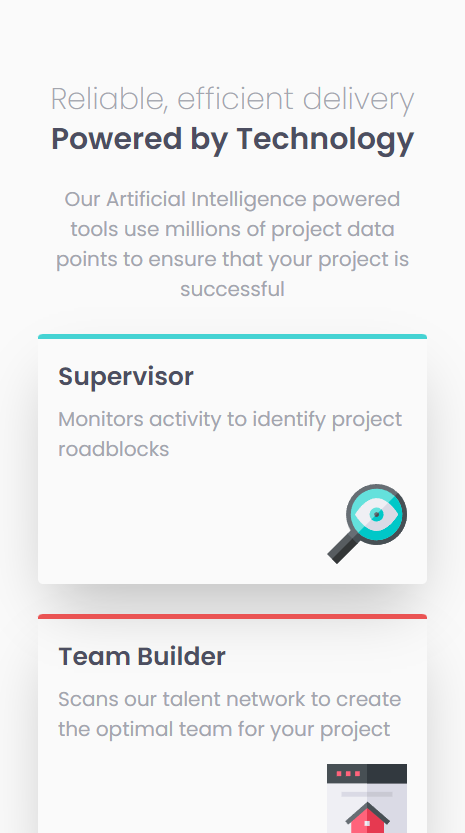 Reliable, efficient delivery
Powered by Technology
Our Artificial Intelligence powered
tools use millions of project data
points to ensure that your project is
successful
Supervisor
Monitors activity to identify project
roadblocks
Team Builder
Scans our talent network to create
the optimal team for your project